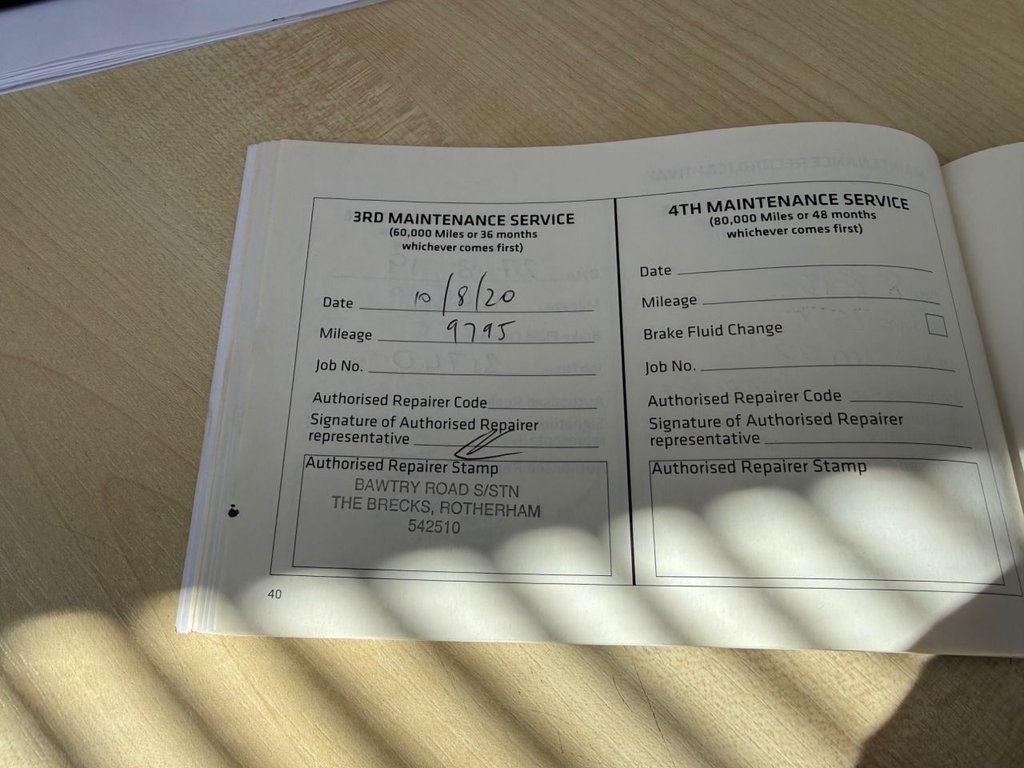 3RD MAINTENANCE SERVICE
(60,000 Miles or 36 months
whichever comes first)
Date 10/8/20
Mileage 9795
Job No.
Authorised Repairer Code
Signature of Authorised Repairer
representative
Authorised Repairer Stamp
BAWTRY ROAD S/STN
THE BRECKS, ROTHERHAM
542510
40
4TH MAINTENANCE SERVICE
(80,000 Miles or 48 months
whichever comes first)
Date
Mileage
Brake Fluid Change
Job No.
Authorised Repairer Code
Signature of Authorised Repairer
representative
Authorised Repairer Stamp